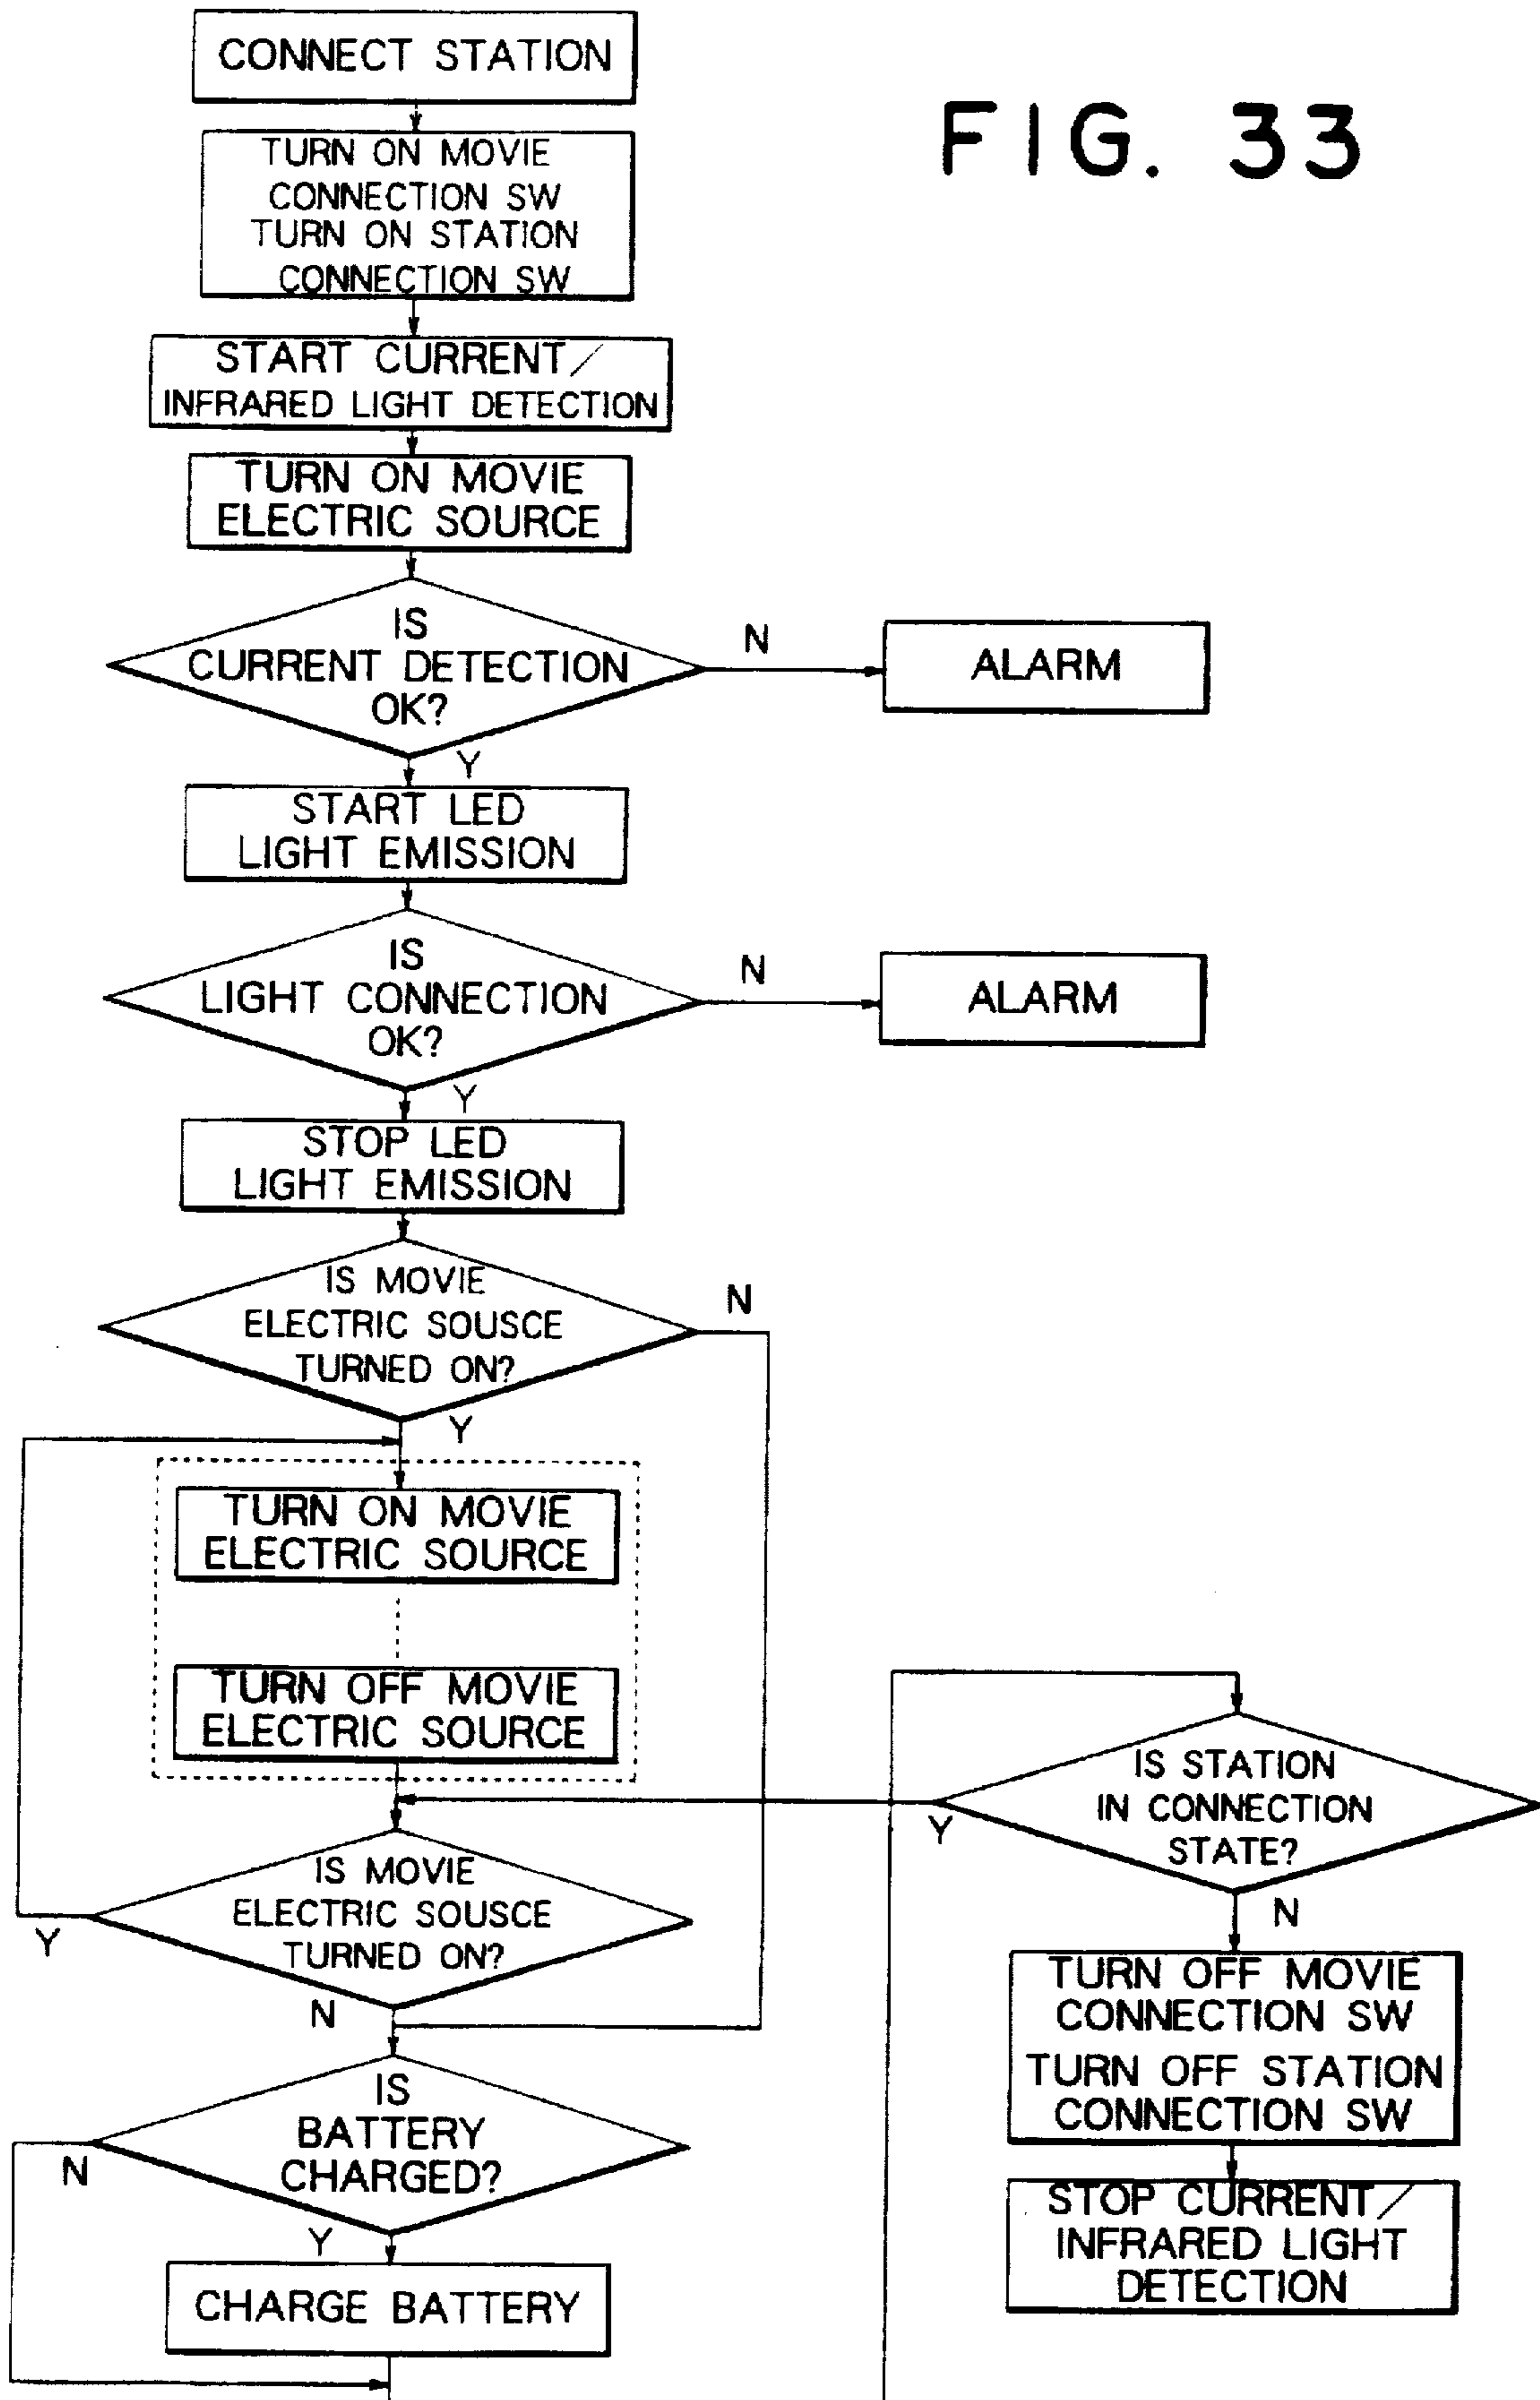 FIG. 33
CONNECT STATION
TURN ON MOVIE
CONNECTION SW
TURN ON STATION
CONNECTION SW
START CURRENT/
INFRARED LIGHT DETECTION
TURN ON MOVIE
ELECTRIC SOURCE
IS
CURRENT DETECTION
OK?
N
ALARM
Y
START LED
LIGHT EMISSION
IS
LIGHT CONNECTION
OK?
N
ALARM
Y
STOP LED
LIGHT EMISSION
IS MOVIE
ELECTRIC SOUSCE
TURNED ON?
N
Y
TURN ON MOVIE
ELECTRIC SOURCE
TURN OFF MOVIE
ELECTRIC SOURCE
IS MOVIE
ELECTRIC SOUSCE
TURNED ON?
Y
N
IS
BATTERY
CHARGED?
N
Y
CHARGE BATTERY
IS STATION
IN CONNECTION
STATE?
Y
N
TURN OFF MOVIE
CONNECTION SW
TURN OFF STATION
CONNECTION SW
STOP CURRENT/
INFRARED LIGHT
DETECTION